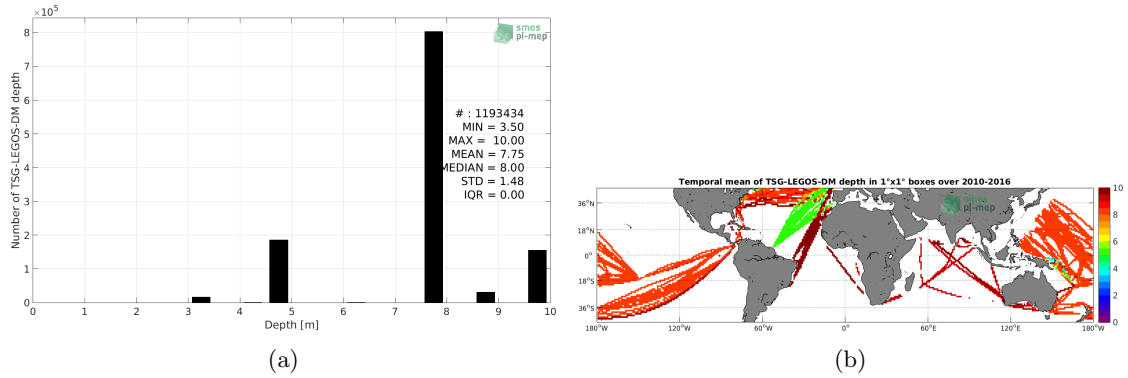 ×10⁵
smos
pi-mep
8
7
6
5
4
3
2
1
0
Number of TSG-LEGOS-DM depth
# : 1193434
MIN = 3.50
MAX = 10.00
MEAN = 7.75
MEDIAN = 8.00
STD = 1.48
IQR = 0.00
0 1 2 3 4 5 6 7 8 9 10
Depth [m]
(a)
Temporal mean of TSG-LEGOS-DM depth in 1°x1° boxes over 2010-2016
smos
pi-mep
36°N
18°N
0°
18°S
36°S
180°W 120°W 60°W 0° 60°E 120°E 180°W
10
8
6
4
2
0
(b)